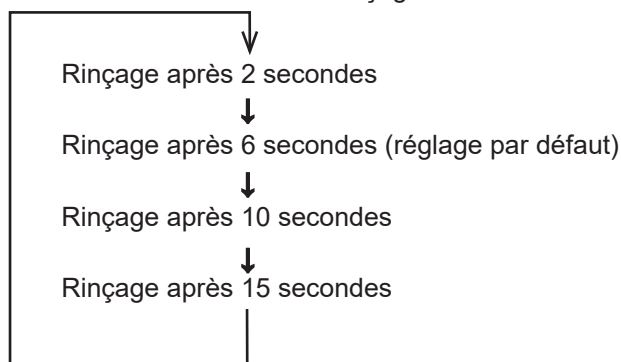 Rinçage après 2 secondes
Rinçage après 6 secondes (réglage par défaut)
Rinçage après 10 secondes
Rinçage après 15 secondes